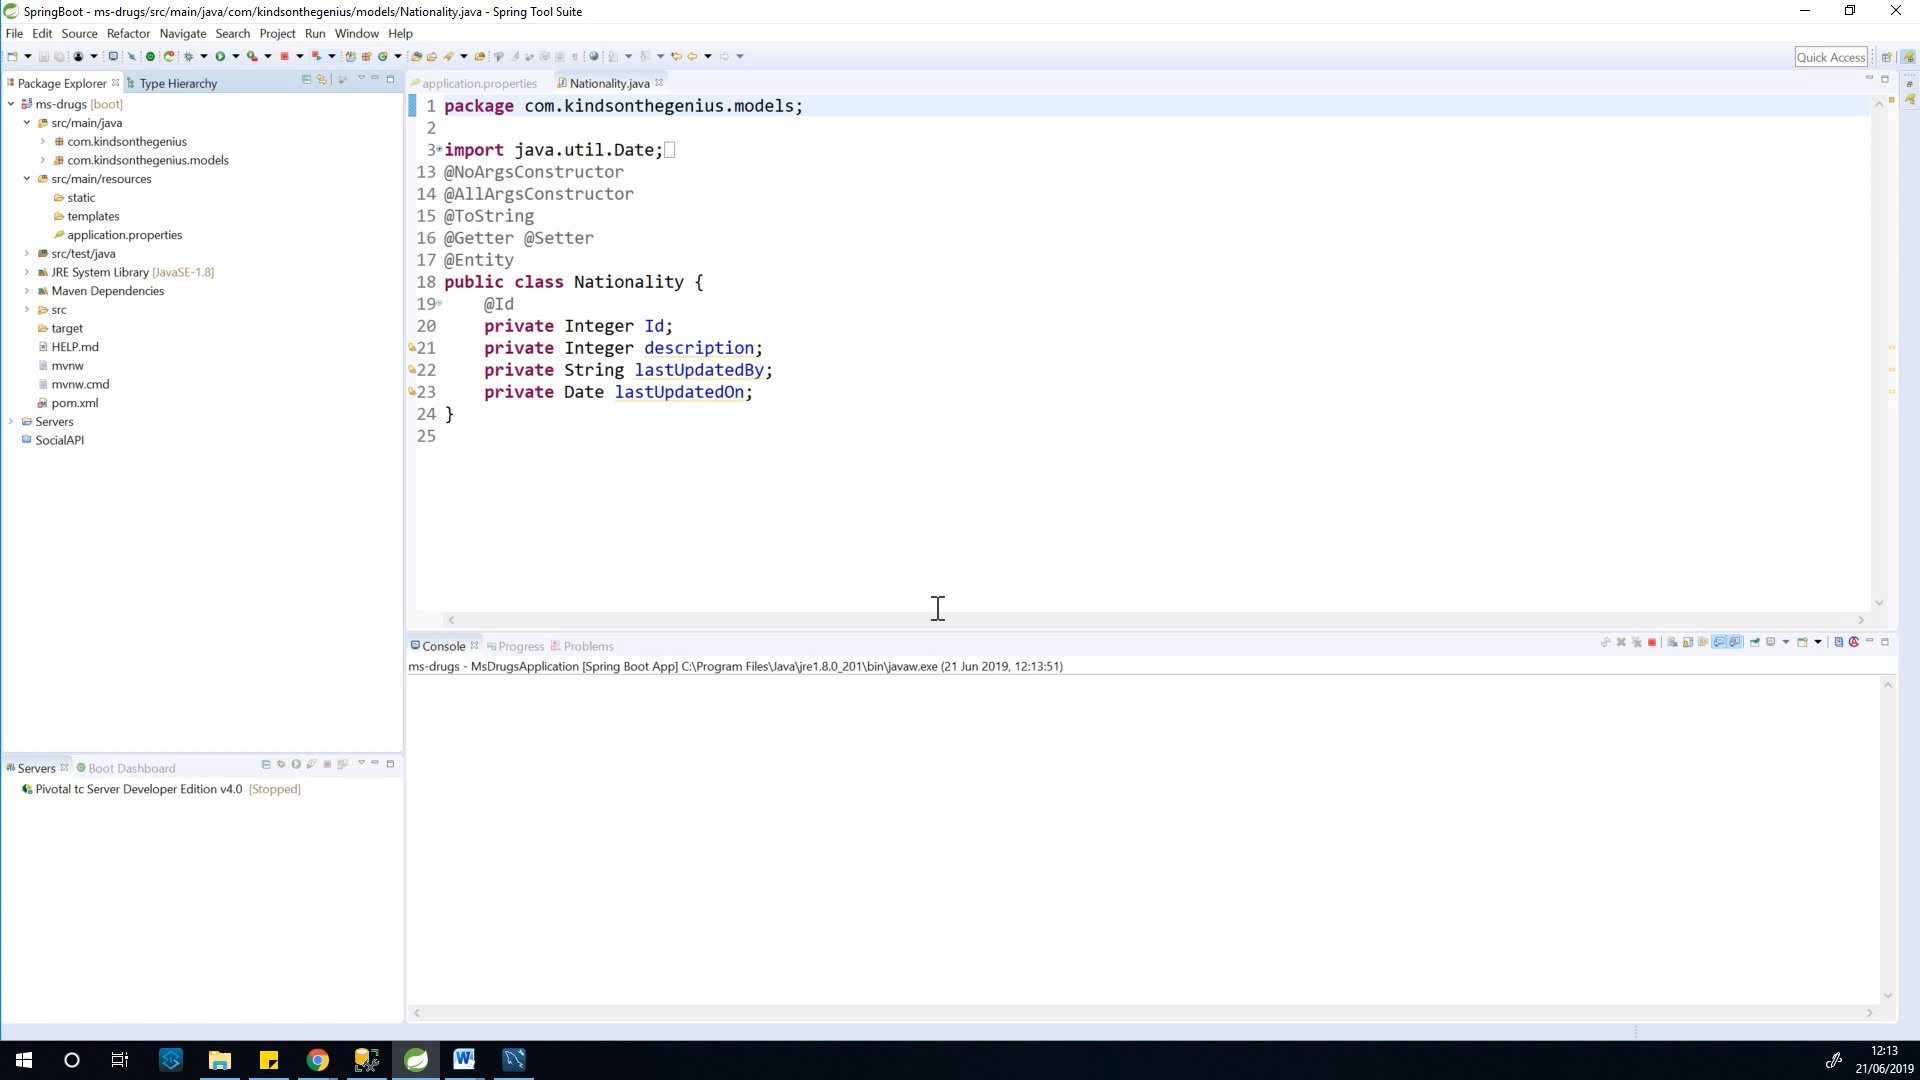 SpringBoot - ms-drugs/src/main/java/com/kindsonthegenius/models/Nationality.java - Spring Tool Suite
File Edit Source Refactor Navigate Search Project Run Window Help
Quick Access
Package Explorer Type Hierarchy
ms-drugs [boot]
src/main/java
com.kindsonthegenius
com.kindsonthegenius.models
src/main/resources
static
templates
application.properties
src/test/java
JRE System Library [JavaSE-1.8]
Maven Dependencies
src
target
HELP.md
mvnw
mvnw.cmd
pom.xml
Servers
SocialAPI
application.properties Nationality.java
1 package com.kindsonthegenius.models;
2
3 import java.util.Date;
13 @NoArgsConstructor
14 @AllArgsConstructor
15 @ToString
16 @Getter @Setter
17 @Entity
18 public class Nationality {
19 @Id
20 private Integer Id;
21 private Integer description;
22 private String lastUpdatedBy;
23 private Date lastUpdatedOn;
24 }
25
Console Progress Problems
ms-drugs - MsDrugsApplication [Spring Boot App] C:\Program Files\Java\jre1.8.0_201\bin\javaw.exe (21 Jun 2019, 12:13:51)
Servers Boot Dashboard
Pivotal tc Server Developer Edition v4.0 [Stopped]
12:13
21/06/2019